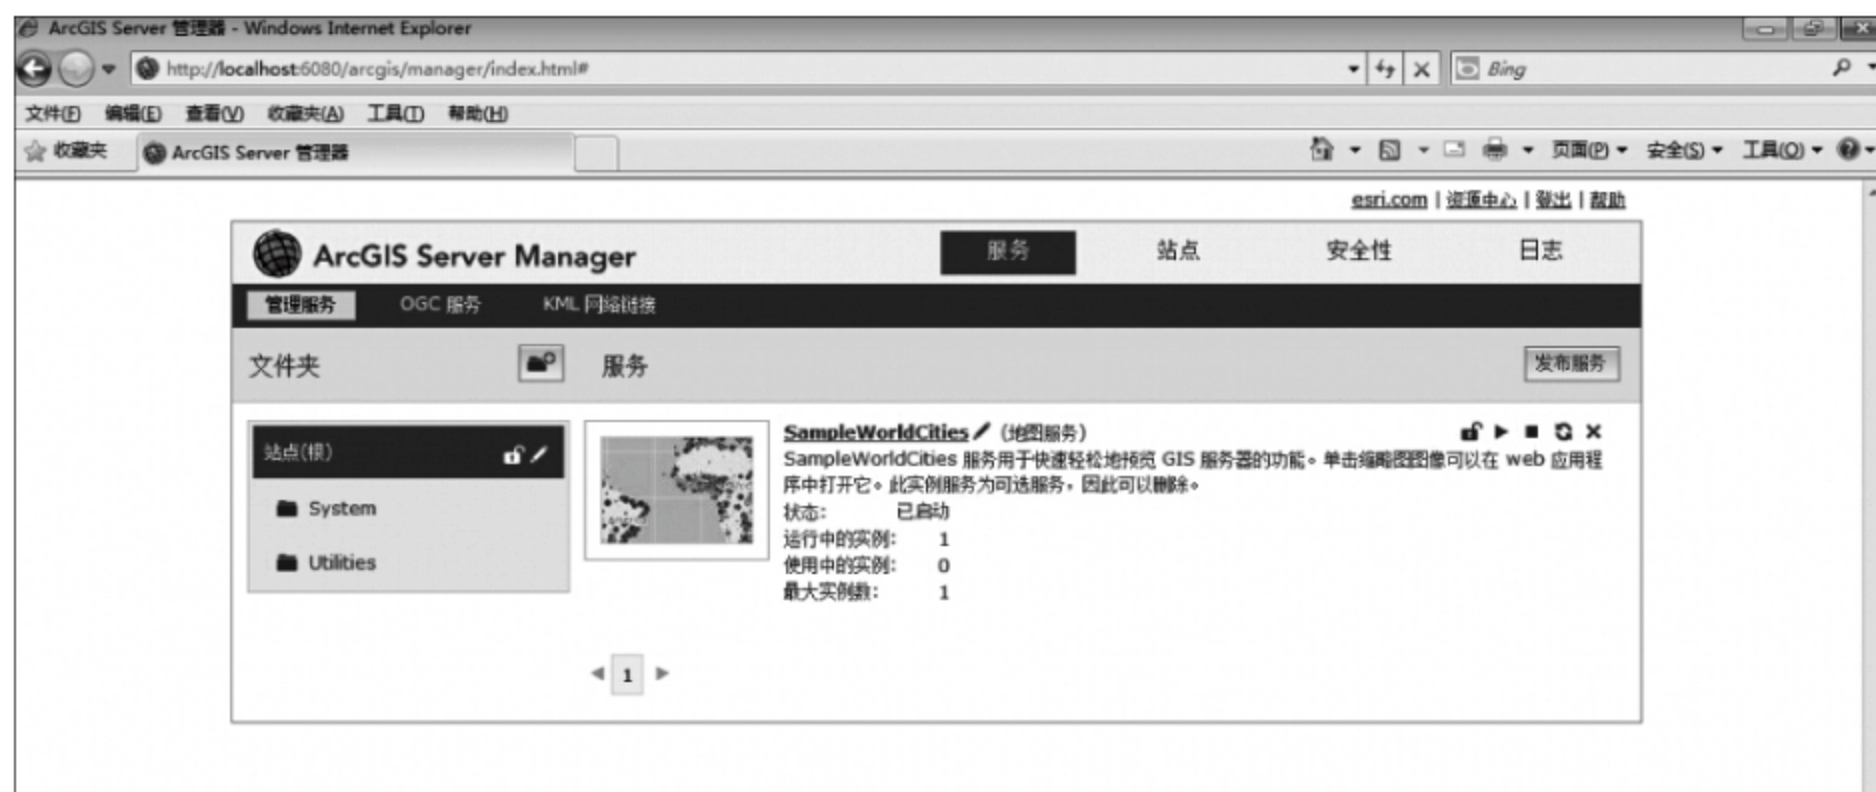 ArcGIS Server 管理器 - Windows Internet Explorer
http://localhost:6080/arcgis/manager/index.html#
Bing
文件(F) 编辑(E) 查看(V) 收藏夹(A) 工具(T) 帮助(H)
收藏夹 ArcGIS Server 管理器 页面(P) 安全(S) 工具(O)
esri.com | 资源中心 | 登出 | 帮助
ArcGIS Server Manager 服务 站点 安全性 日志
管理服务 OGC 服务 KML 网络链接
文件夹 服务 发布服务
站点(根)
System
Utilities
SampleWorldCities (地图服务)
SampleWorldCities 服务用于快速轻松地预览 GIS 服务器的功能。单击缩略图图像可以在 web 应用程
序中打开它。此实例服务为可选服务，因此可以删除。
状态： 已启动
运行中的实例： 1
使用中的实例： 0
最大实例数： 1
1